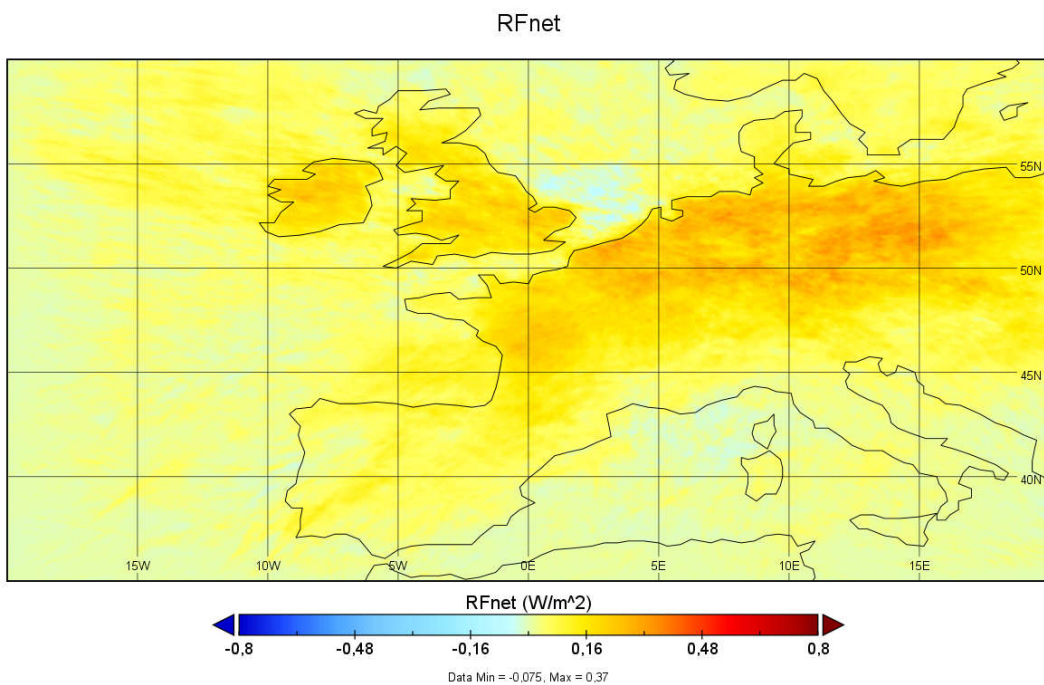 RFnet
55N
50N
45N
40N
15W 10W 5W 0E 5E 10E 15E
RFnet (W/m^2)
-0,8 -0,48 -0,16 0,16 0,48 0,8
Data Min = -0,075, Max = 0,37